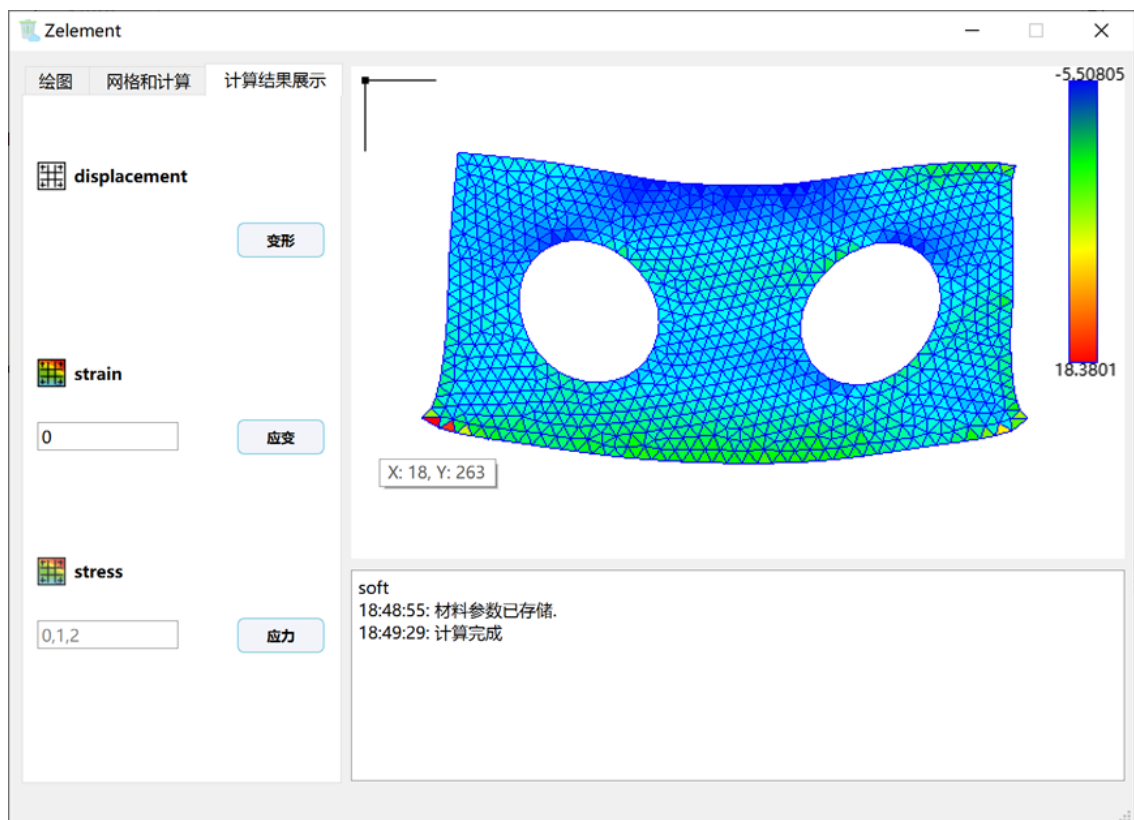 Zelement
绘图 网格和计算 计算结果展示
displacement
变形
strain
0 应变
stress
0,1,2 应力
-5.50805
18.3801
X: 18, Y: 263
soft
18:48:55: 材料参数已存储.
18:49:29: 计算完成